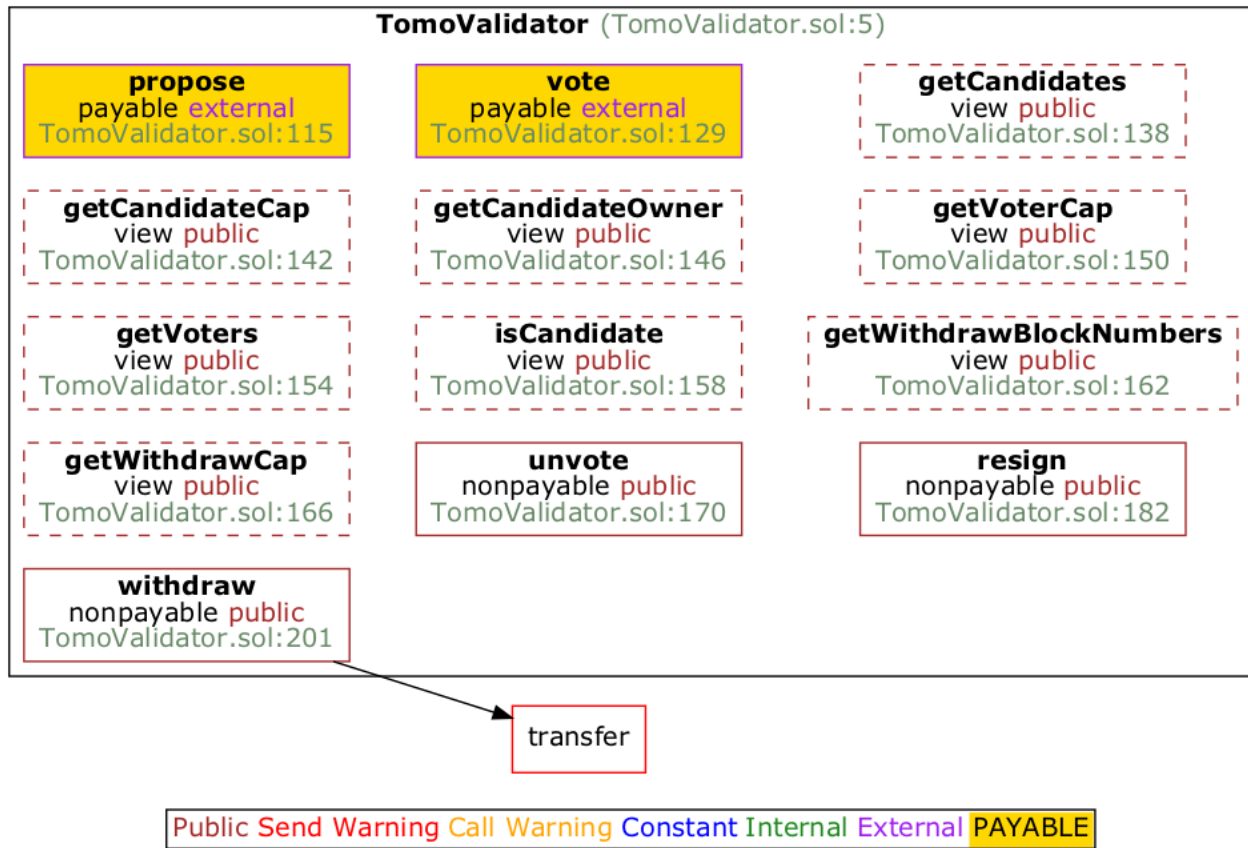 TomoValidator (TomoValidator.sol:5)
propose
payable external
TomoValidator.sol:115
vote
payable external
TomoValidator.sol:129
getCandidates
view public
TomoValidator.sol:138
getCandidateCap
view public
TomoValidator.sol:142
getCandidateOwner
view public
TomoValidator.sol:146
getVoterCap
view public
TomoValidator.sol:150
getVoters
view public
TomoValidator.sol:154
isCandidate
view public
TomoValidator.sol:158
getWithdrawBlockNumbers
view public
TomoValidator.sol:162
getWithdrawCap
view public
TomoValidator.sol:166
unvote
nonpayable public
TomoValidator.sol:170
resign
nonpayable public
TomoValidator.sol:182
withdraw
nonpayable public
TomoValidator.sol:201
transfer
Public Send Warning Call Warning Constant Internal External PAYABLE